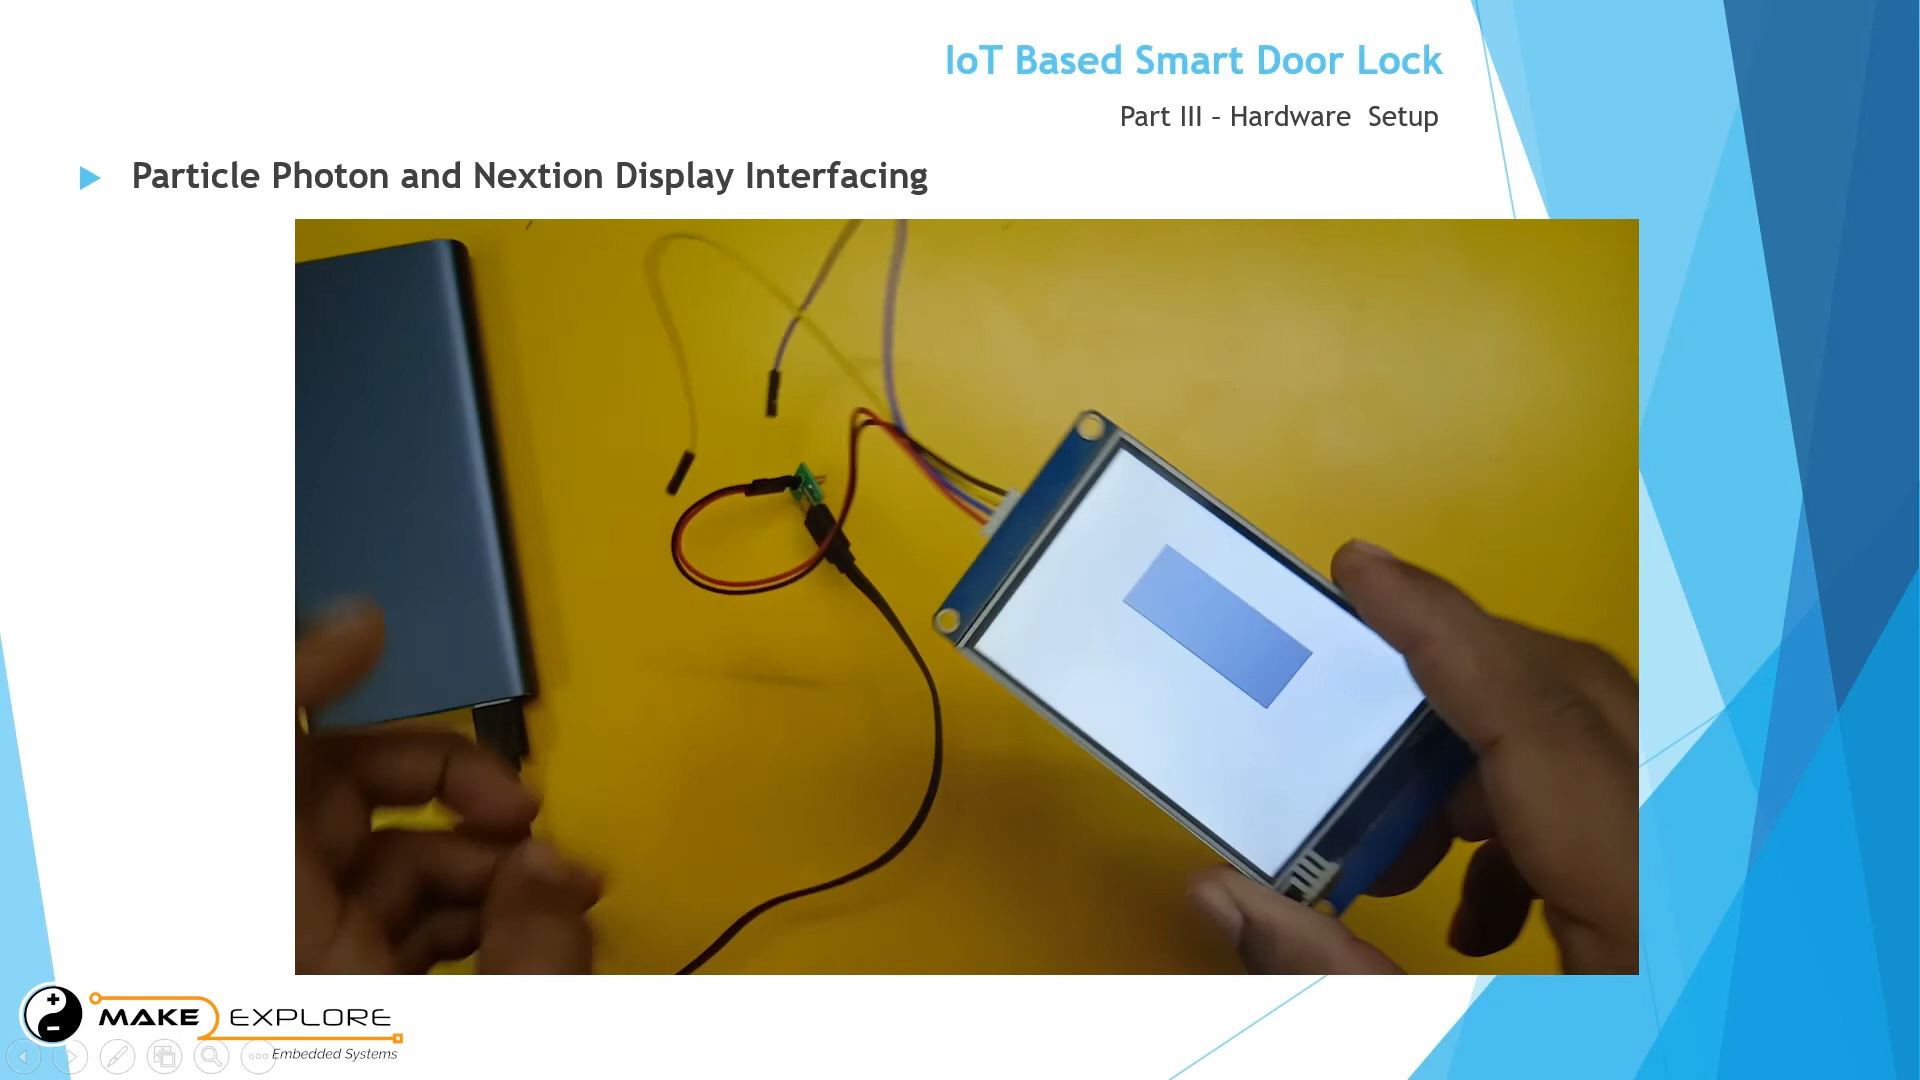 IoT Based Smart Door Lock
Part III – Hardware Setup
Particle Photon and Nextion Display Interfacing
MAKE EXPLORE
Embedded Systems